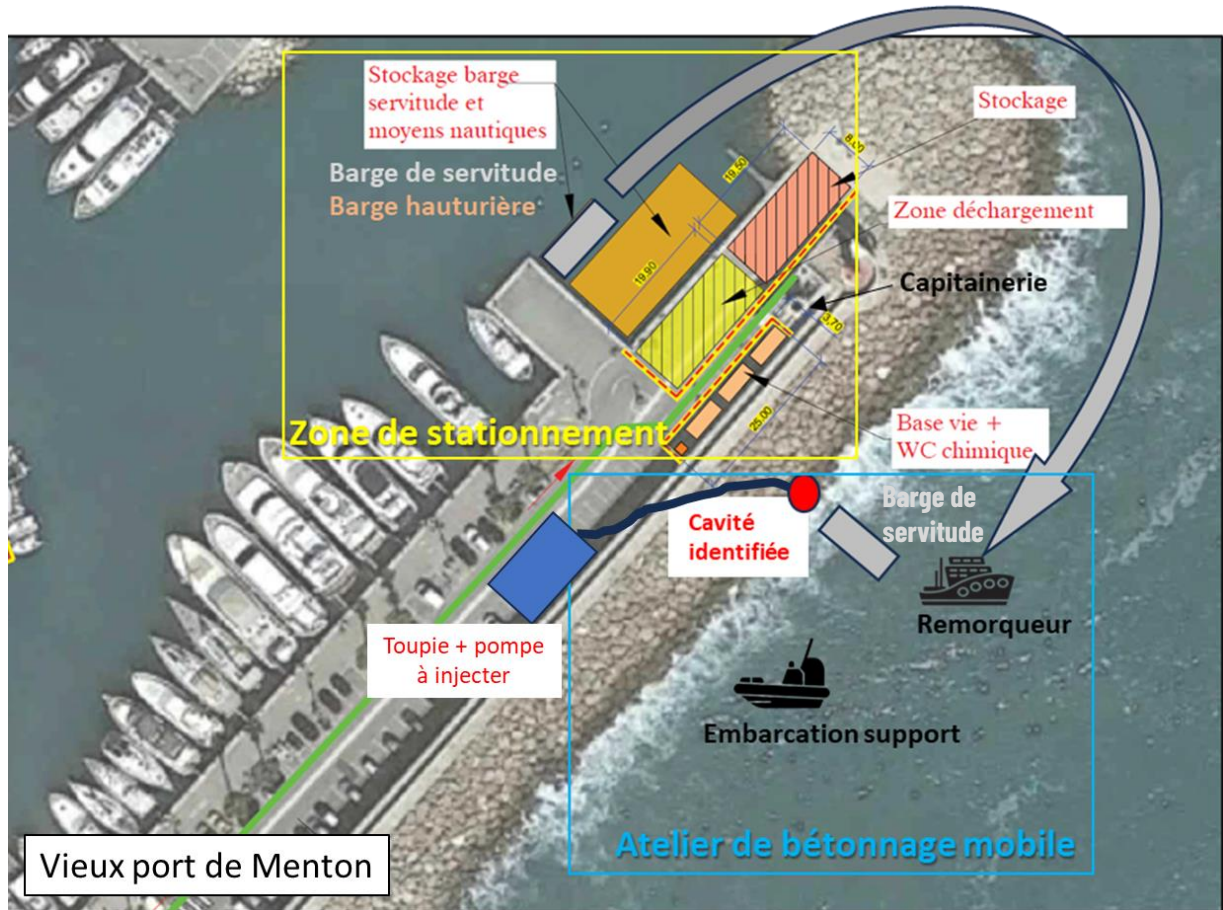 Stockage barge
servitude et
moyens nautiques
Stockage
Barge de servitude
Barge hauturière
8,00
19,50
Zone déchargement
19,90
Capitainerie
3,70
Zone de stationnement
25,00
Base vie +
WC chimique
Cavité
identifiée
Barge de
servitude
Remorqueur
Toupie + pompe
à injecter
Embarcation support
Atelier de bétonnage mobile
Vieux port de Menton